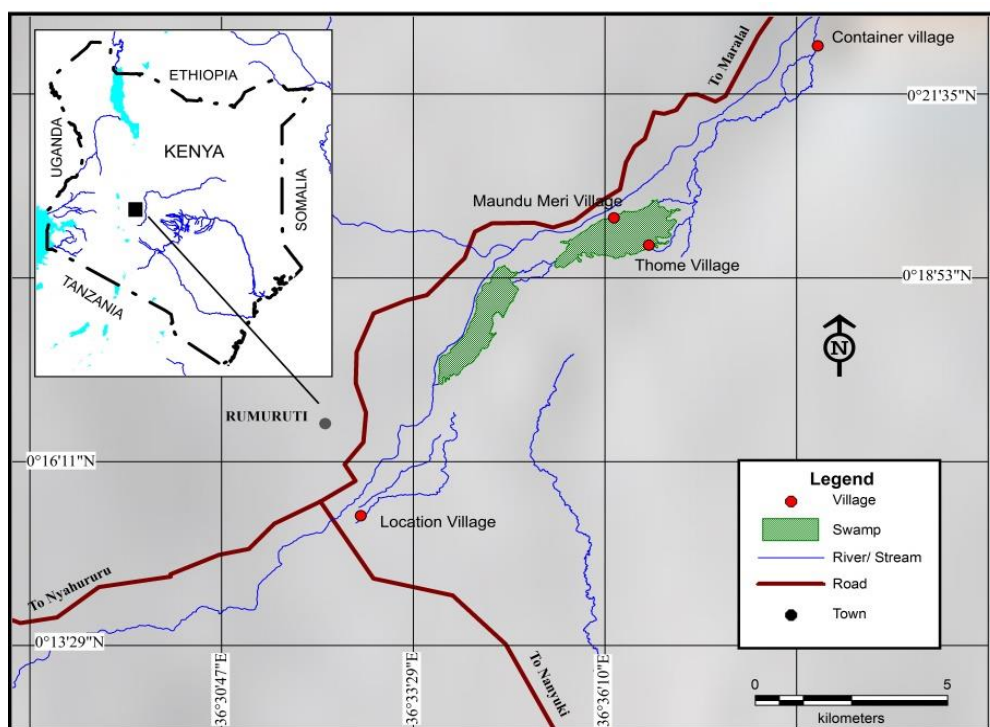 ETHIOPIA
UGANDA
KENYA
SOMALIA
TANZANIA
To Maralal
Container village
0°21'35"N
Maundu Meri Village
Thome Village
0°18'53"N
N
RUMURUTI
0°16'11"N
Location Village
To Nyahururu
0°13'29"N
36°30'47"E
36°33'29"E
36°36'10"E
To Nanyuki
Legend
Village
Swamp
River/ Stream
Road
Town
0 5
kilometers